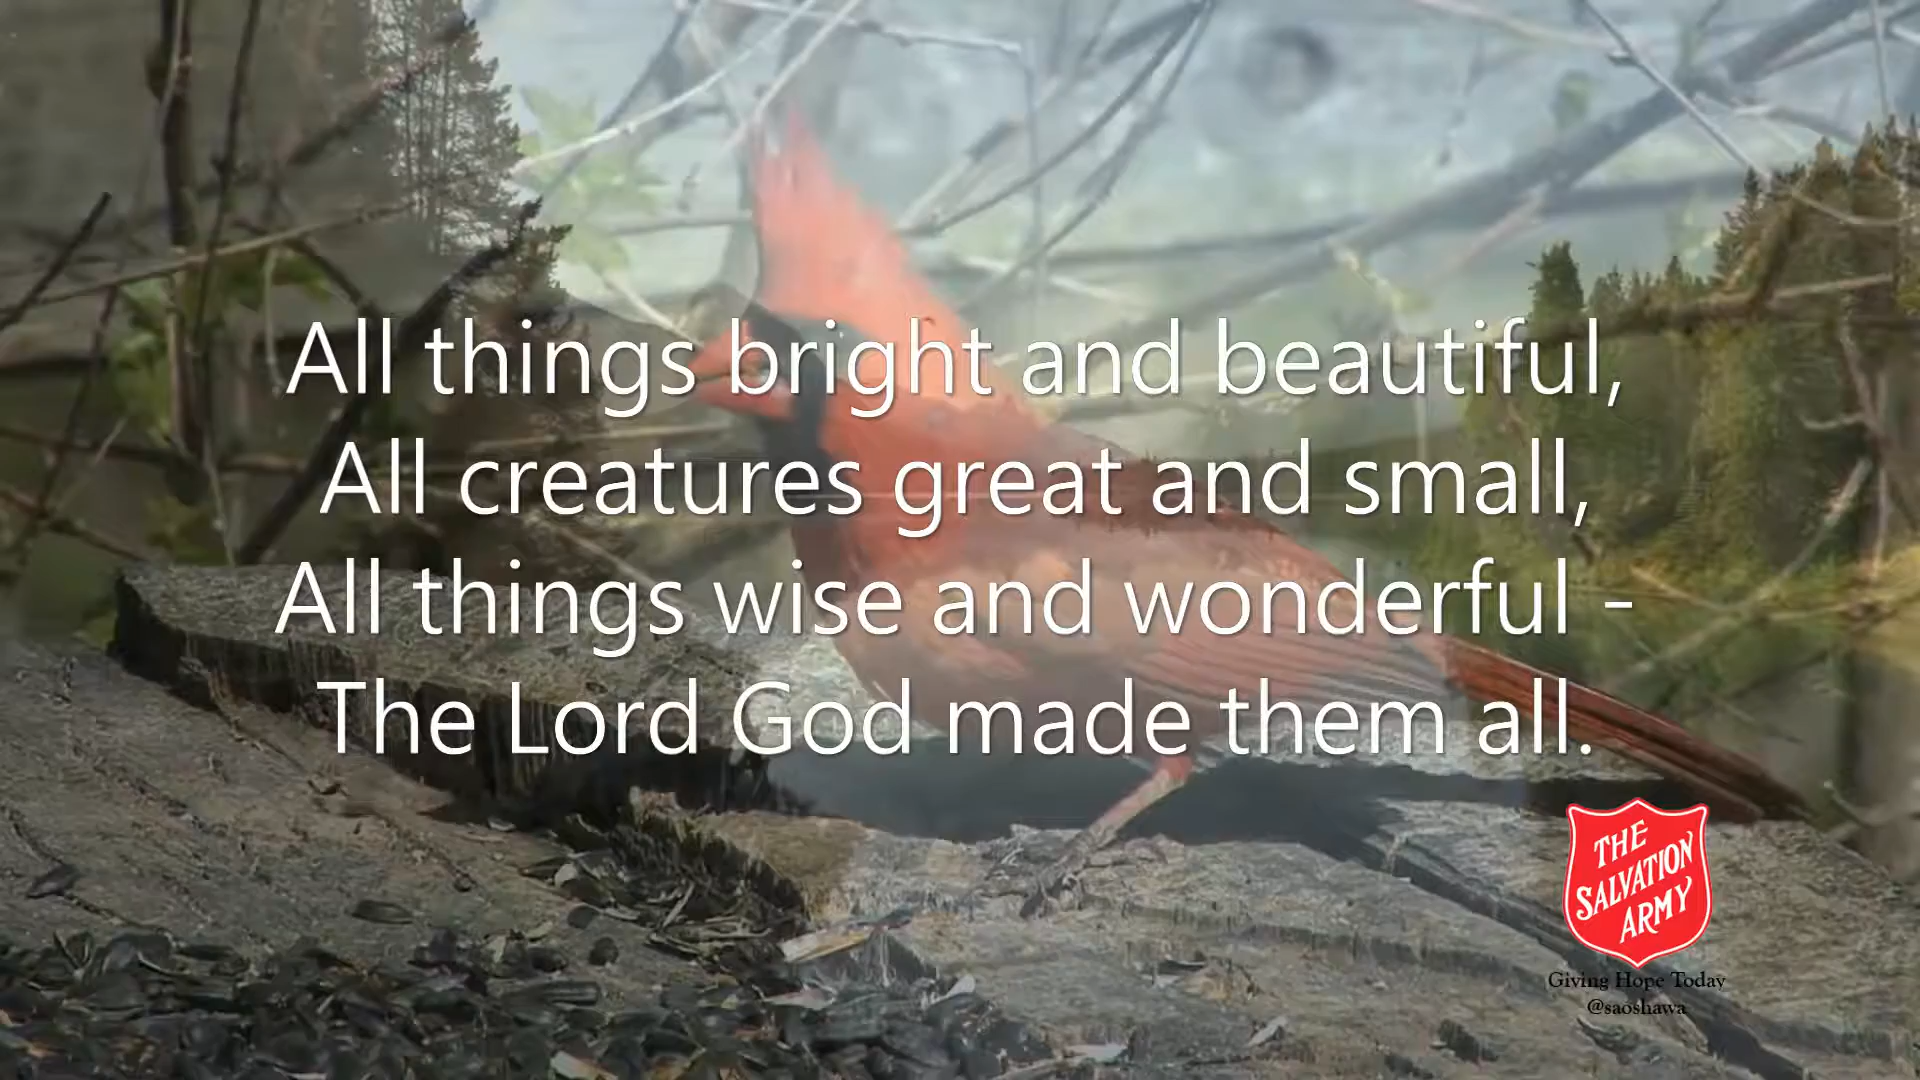 All things bright and beautiful,
All creatures great and small,
All things wise and wonderful -
The Lord God made them all.
THE
SALVATION
ARMY
Giving Hope Today
@saoshawa